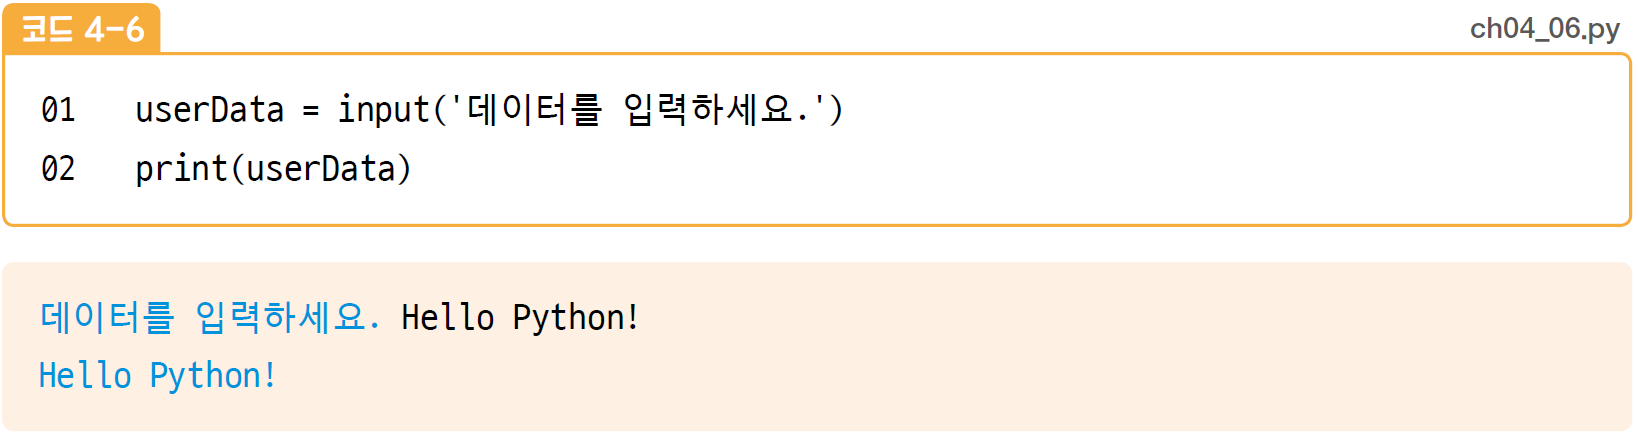 코드 4-6
ch04_06.py
01 userData = input('데이터를 입력하세요.')
02 print(userData)
데이터를 입력하세요. Hello Python!
Hello Python!